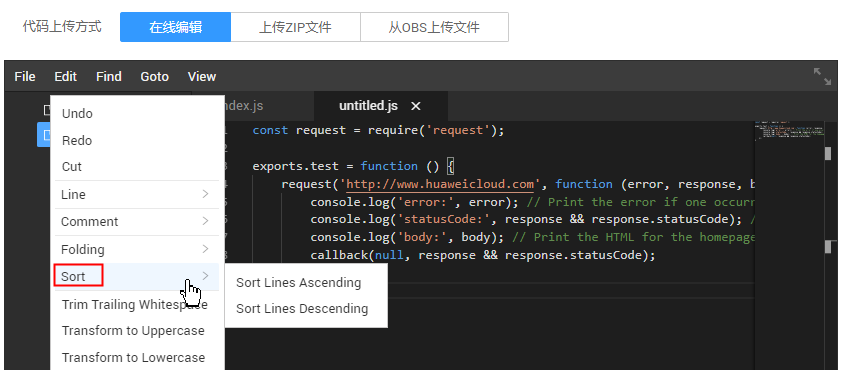 代码上传方式 在线编辑 上传ZIP文件 从OBS上传文件
File Edit Find Goto View
ndex.js untitled.js ×
Undo
Redo
Cut
Line
Comment
Folding
Sort
Trim Trailing Whitespace
Transform to Uppercase
Transform to Lowercase
Sort Lines Ascending
Sort Lines Descending
1 const request = require('request');
2
3 exports.test = function () {
4 request('http://www.huaweicloud.com', function (error, response, b
5 console.log('error:', error); // Print the error if one occurr
6 console.log('statusCode:', response && response.statusCode); /
7 console.log('body:', body); // Print the HTML for the homepage
8 callback(null, response && response.statusCode);